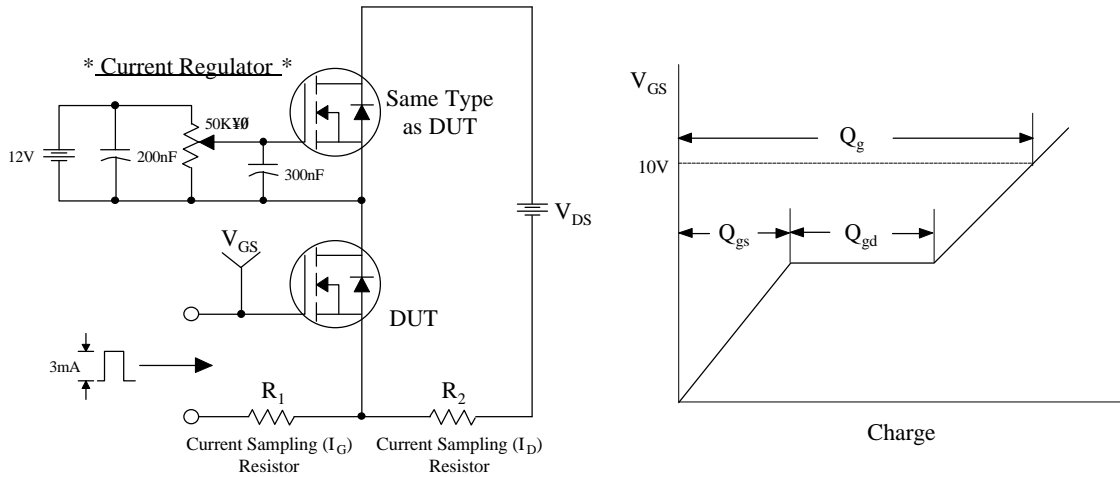 * Current Regulator *
12V
200nF
50K¥Ø
300nF
Same Type
as DUT
V_DS
V_GS
DUT
3mA
R_1
R_2
Current Sampling (I_G)
Resistor
Current Sampling (I_D)
Resistor
V_GS
10V
Q_g
Q_gs
Q_gd
Charge